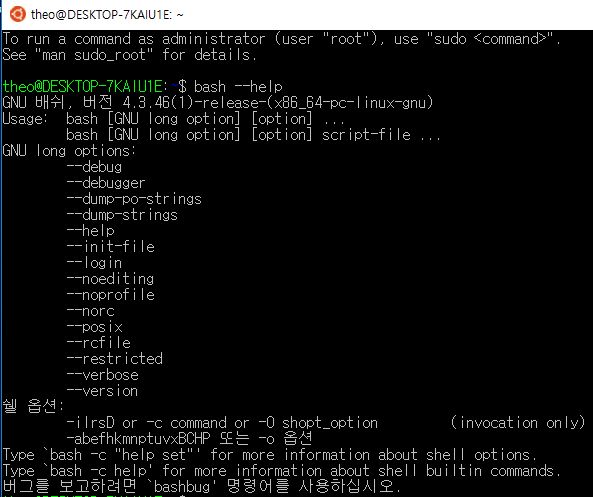 theo@DESKTOP-7KAIU1E: ~
To run a command as administrator (user "root"), use "sudo <command>".
See "man sudo_root" for details.
theo@DESKTOP-7KAIU1E:~$ bash --help
GNU 배쉬, 버전 4.3.46(1)-release-(x86_64-pc-linux-gnu)
Usage:  bash [GNU long option] [option] ...
        bash [GNU long option] [option] script-file ...
GNU long options:
        --debug
        --debugger
        --dump-po-strings
        --dump-strings
        --help
        --init-file
        --login
        --noediting
        --noprofile
        --norc
        --posix
        --rcfile
        --restricted
        --verbose
        --version
쉘 옵션:
        -ilrsD or -c command or -O shopt_option         (invocation only)
        -abefhkmnptuvxBCHP 또는 -o 옵션
Type `bash -c "help set"' for more information about shell options.
Type `bash -c help' for more information about shell builtin commands.
버그를 보고하려면 `bashbug' 명령어를 사용하십시오.